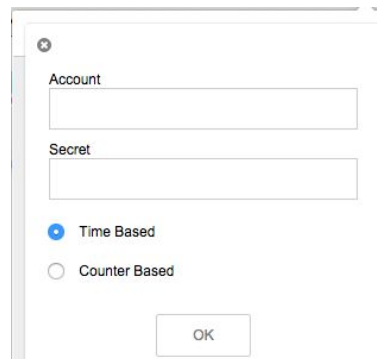 Account
Secret
Time Based
Counter Based
OK